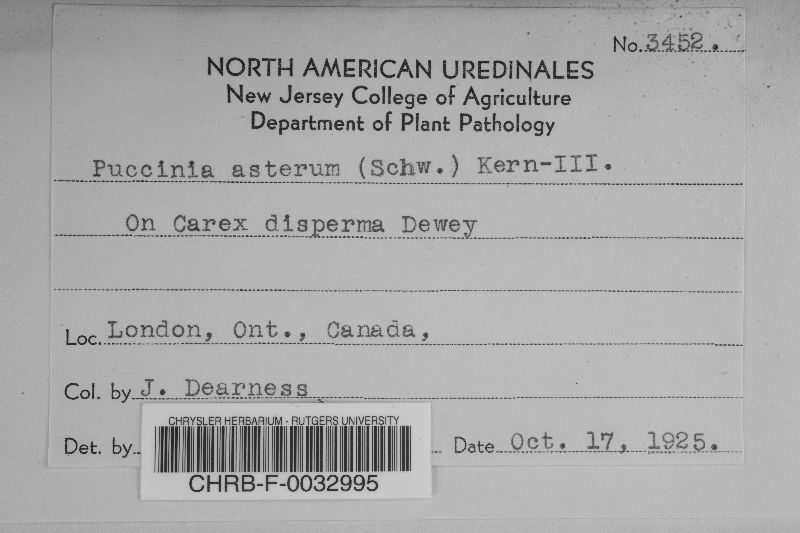 No. 3452.
NORTH AMERICAN UREDINALES
New Jersey College of Agriculture
Department of Plant Pathology
Puccinia asterum (Schw.) Kern-III.
On Carex disperma Dewey
Loc. London, Ont., Canada,
Col. by J. Dearness
Det. by
Date Oct. 17, 1925.
CHRYSLER HERBARIUM - RUTGERS UNIVERSITY
CHRB-F-0032995